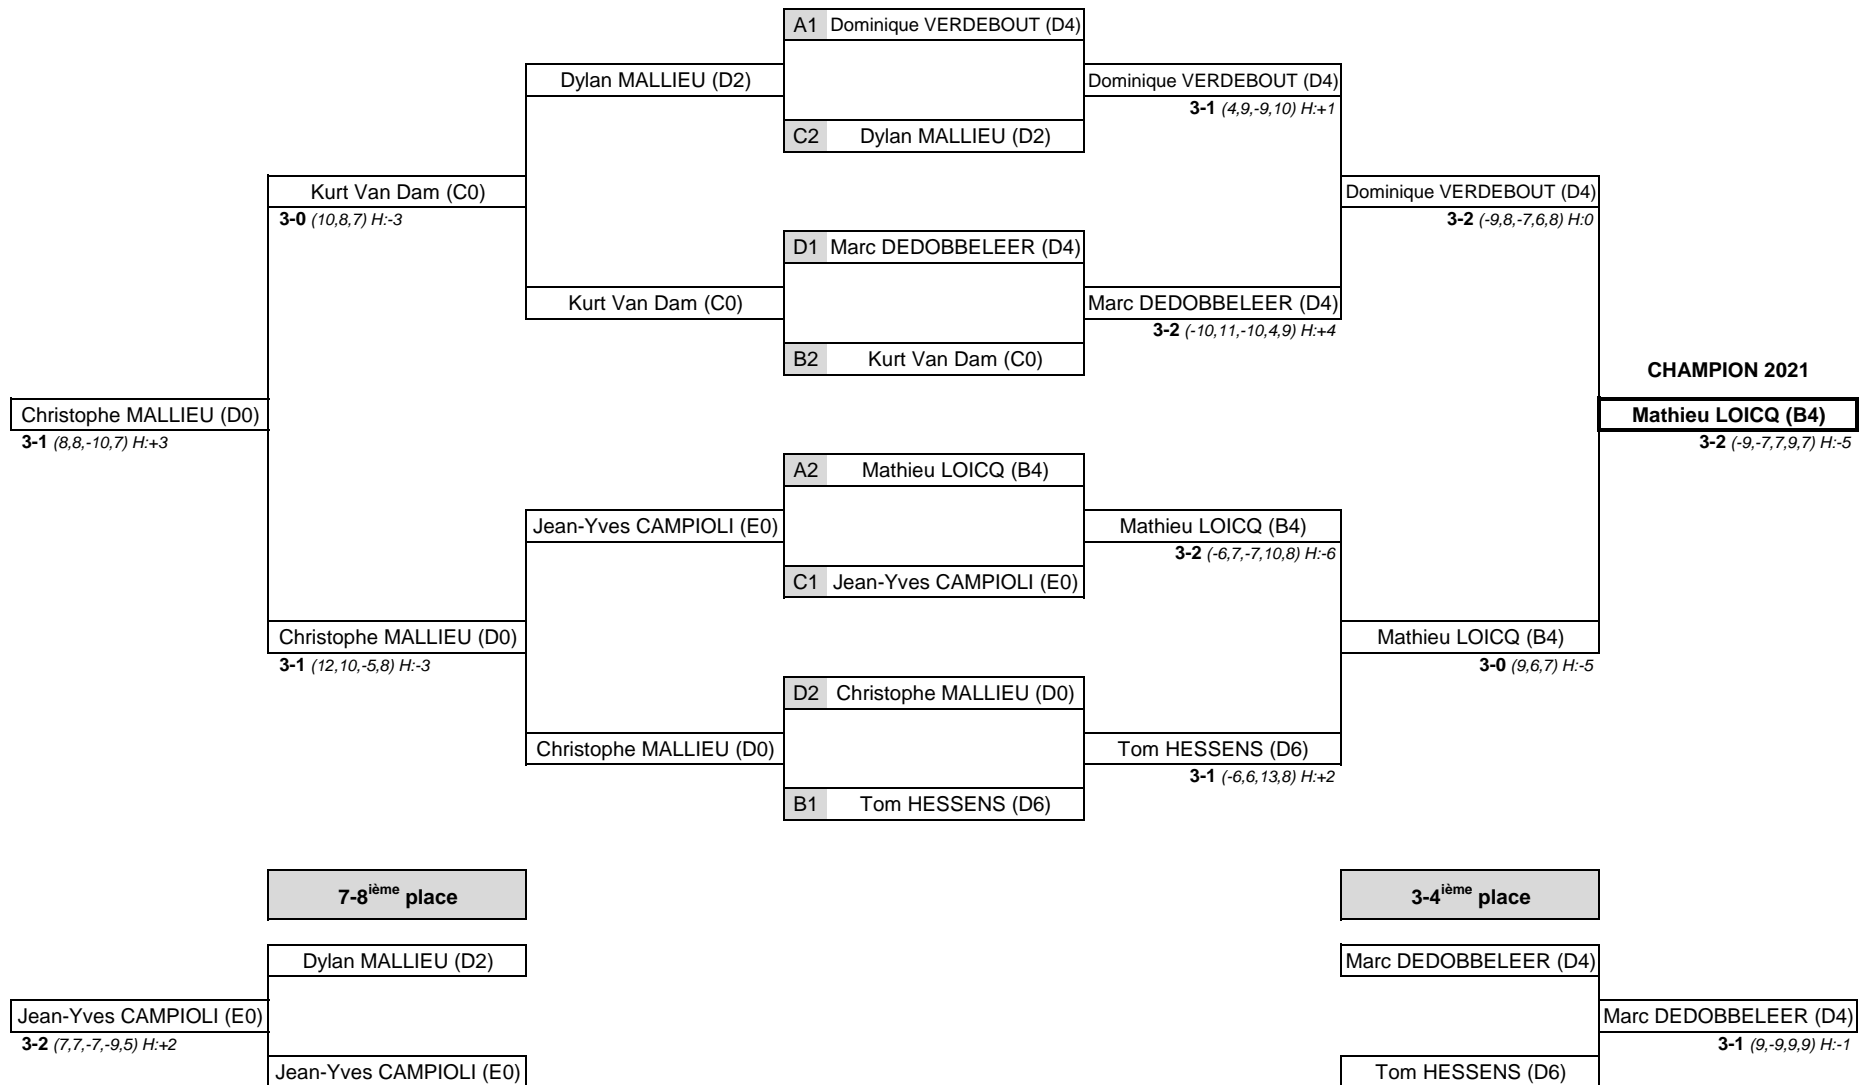 A1 Dominique VERDEBOUT (D4)
Dylan MALLIEU (D2)
Dominique VERDEBOUT (D4)
3-1 (4,9,-9,10) H:+1
C2 Dylan MALLIEU (D2)
Kurt Van Dam (C0)
Dominique VERDEBOUT (D4)
3-0 (10,8,7) H:-3
3-2 (-9,8,-7,6,8) H:0
D1 Marc DEDOBBELEER (D4)
Kurt Van Dam (C0)
Marc DEDOBBELEER (D4)
3-2 (-10,11,-10,4,9) H:+4
B2 Kurt Van Dam (C0)
CHAMPION 2021
Christophe MALLIEU (D0)
Mathieu LOICQ (B4)
3-1 (8,8,-10,7) H:+3
3-2 (-9,-7,7,9,7) H:-5
A2 Mathieu LOICQ (B4)
Jean-Yves CAMPIOLI (E0)
Mathieu LOICQ (B4)
3-2 (-6,7,-7,10,8) H:-6
C1 Jean-Yves CAMPIOLI (E0)
Christophe MALLIEU (D0)
Mathieu LOICQ (B4)
3-1 (12,10,-5,8) H:-3
3-0 (9,6,7) H:-5
D2 Christophe MALLIEU (D0)
Christophe MALLIEU (D0)
Tom HESSENS (D6)
3-1 (-6,6,13,8) H:+2
B1 Tom HESSENS (D6)
7-8ième place
3-4ième place
Dylan MALLIEU (D2)
Marc DEDOBBELEER (D4)
Jean-Yves CAMPIOLI (E0)
Marc DEDOBBELEER (D4)
3-2 (7,7,-7,-9,5) H:+2
3-1 (9,-9,9,9) H:-1
Jean-Yves CAMPIOLI (E0)
Tom HESSENS (D6)